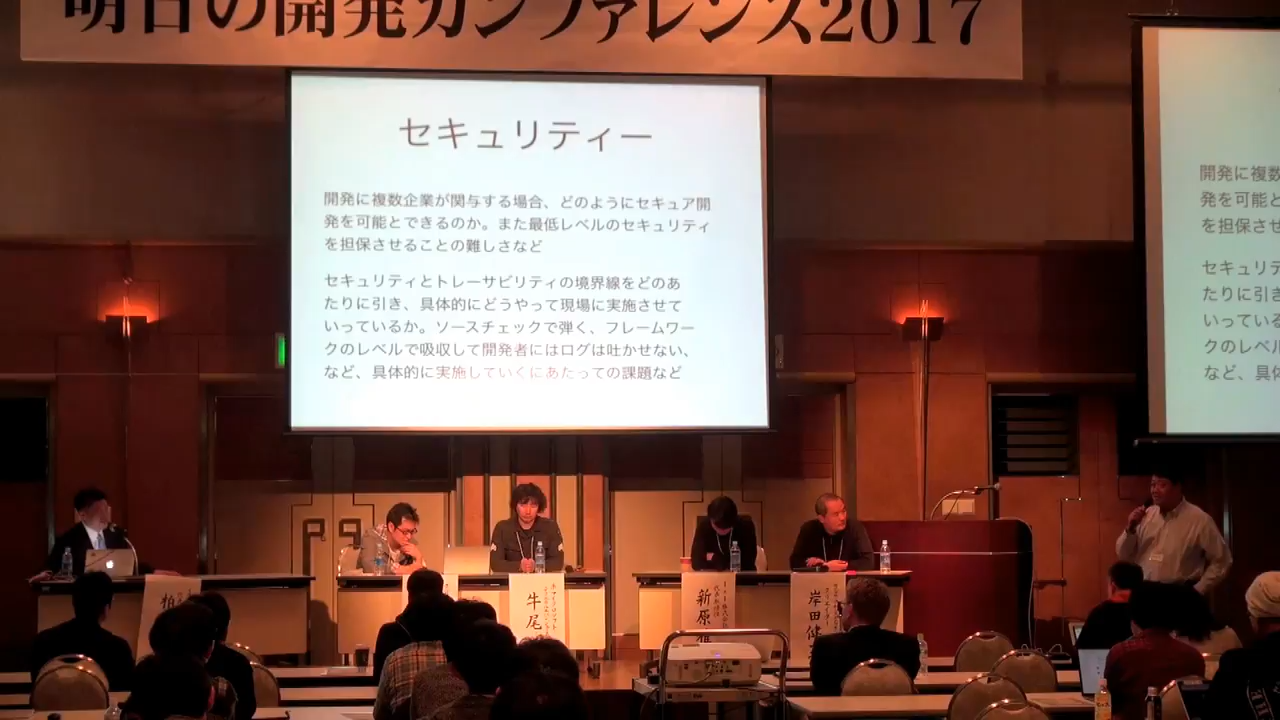 明日の開発カンファレンス2017
セキュリティー
開発に複数企業が関与する場合、どのようにセキュア開
発を可能とできるのか。また最低レベルのセキュリティ
を担保させることの難しさなど
セキュリティとトレーサビリティの境界線をどのあ
たりに引き、具体的にどうやって現場に実施させて
いっているか。ソースチェックで弾く、フレームワー
クのレベルで吸収して開発者にはログは吐かせない、
など、具体的に実施していくにあたっての課題など
開発に複数
発を可能と
を担保させ
セキュリテ
たりに引き
いっている
クのレベル
など、具体
柏
牛尾
新原雅
岸田健